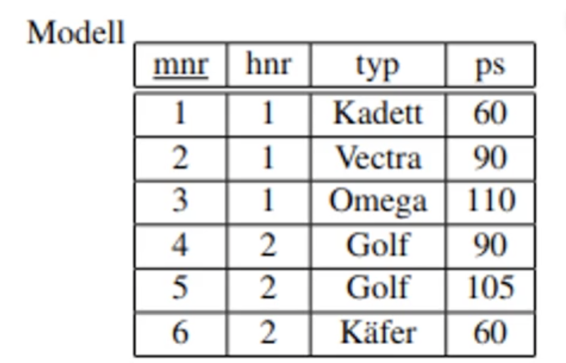 Modell
mnr hnr typ ps
1 1 Kadett 60
2 1 Vectra 90
3 1 Omega 110
4 2 Golf 90
5 2 Golf 105
6 2 Käfer 60